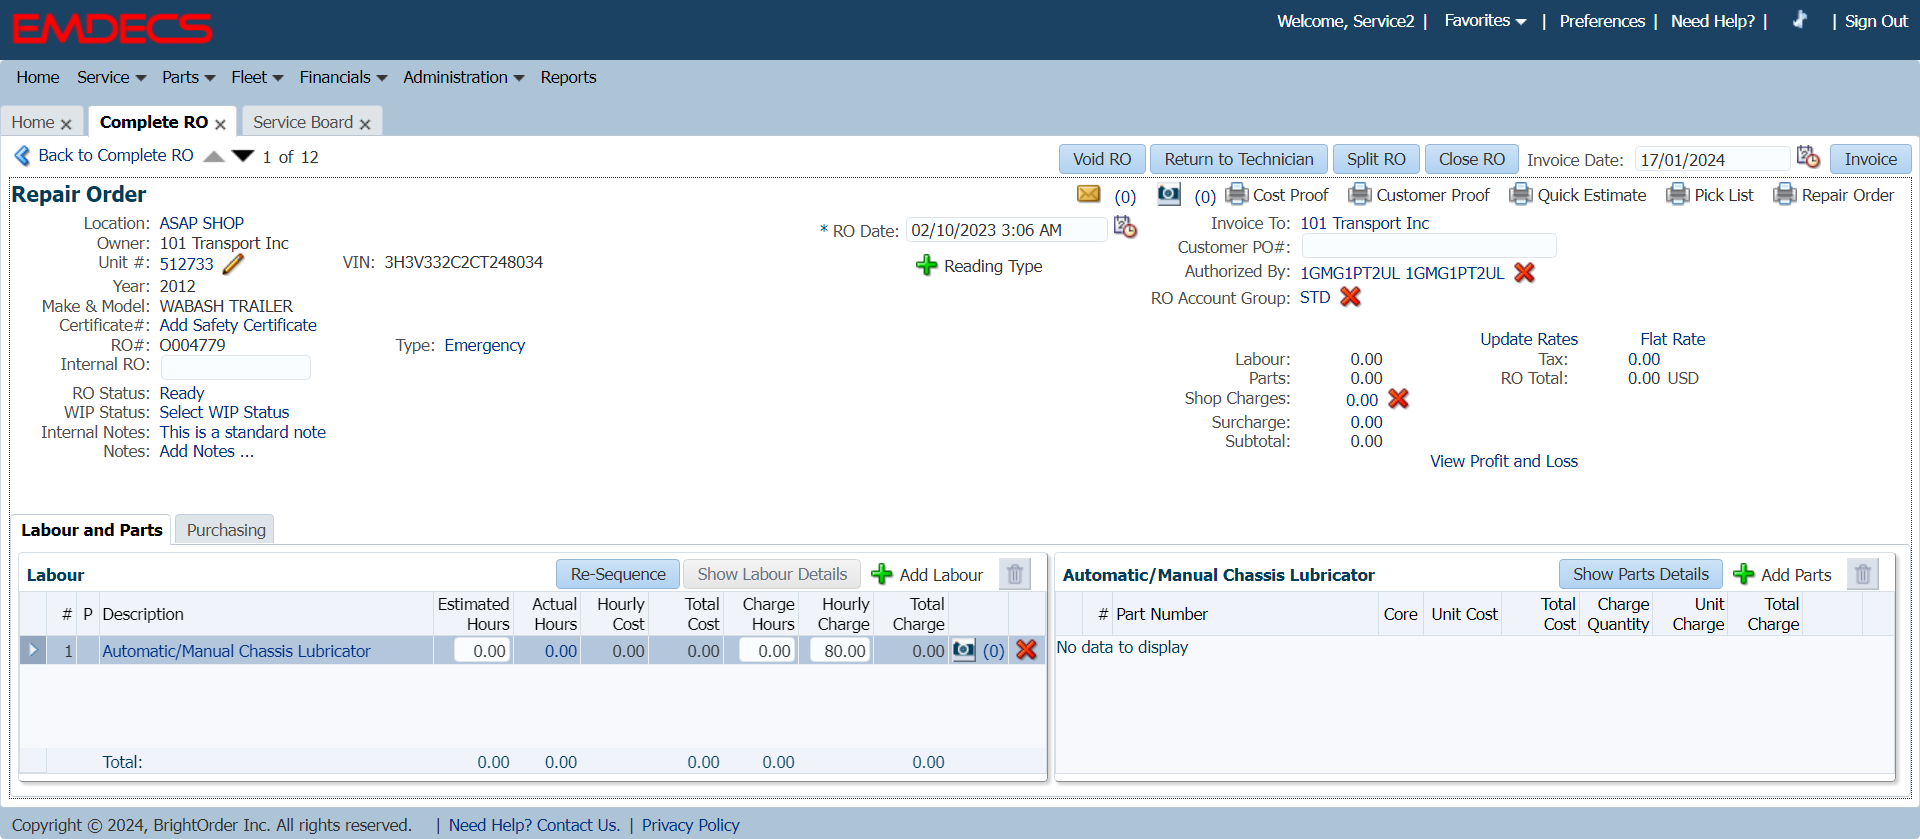 EMDECS
Welcome, Service2 | Favorites | Preferences | Need Help? | | Sign Out
Home Service Parts Fleet Financials Administration Reports
Home Complete RO Service Board
Back to Complete RO 1 of 12 Void RO Return to Technician Split RO Close RO Invoice Date: 17/01/2024 Invoice
Repair Order (0) (0) Cost Proof Customer Proof Quick Estimate Pick List Repair Order
Location: ASAP SHOP
Owner: 101 Transport Inc
Unit #: 512733 VIN: 3H3V332C2CT248034
Year: 2012
Make & Model: WABASH TRAILER
Certificate#: Add Safety Certificate
RO#: O004779 Type: Emergency
Internal RO:
RO Status: Ready
WIP Status: Select WIP Status
Internal Notes: This is a standard note
Notes: Add Notes ...
* RO Date: 02/10/2023 3:06 AM
Reading Type
Invoice To: 101 Transport Inc
Customer PO#:
Authorized By: 1GMG1PT2UL 1GMG1PT2UL
RO Account Group: STD
Update Rates Flat Rate
Labour: 0.00 Tax: 0.00
Parts: 0.00 RO Total: 0.00 USD
Shop Charges: 0.00
Surcharge: 0.00
Subtotal: 0.00
View Profit and Loss
Labour and Parts Purchasing
Labour Re-Sequence Show Labour Details Add Labour
# P Description Estimated Hours Actual Hours Hourly Cost Total Cost Charge Hours Hourly Charge Total Charge
1 Automatic/Manual Chassis Lubricator 0.00 0.00 0.00 0.00 0.00 80.00 0.00 (0)
Total: 0.00 0.00 0.00 0.00 0.00
Automatic/Manual Chassis Lubricator Show Parts Details Add Parts
# Part Number Core Unit Cost Total Cost Charge Quantity Unit Charge Total Charge
No data to display
Copyright © 2024, BrightOrder Inc. All rights reserved. | Need Help? Contact Us. | Privacy Policy